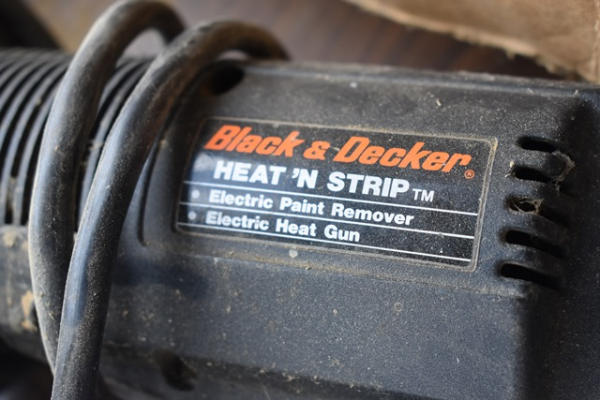 Black & Decker®
HEAT 'N STRIP™
• Electric Paint Remover
• Electric Heat Gun